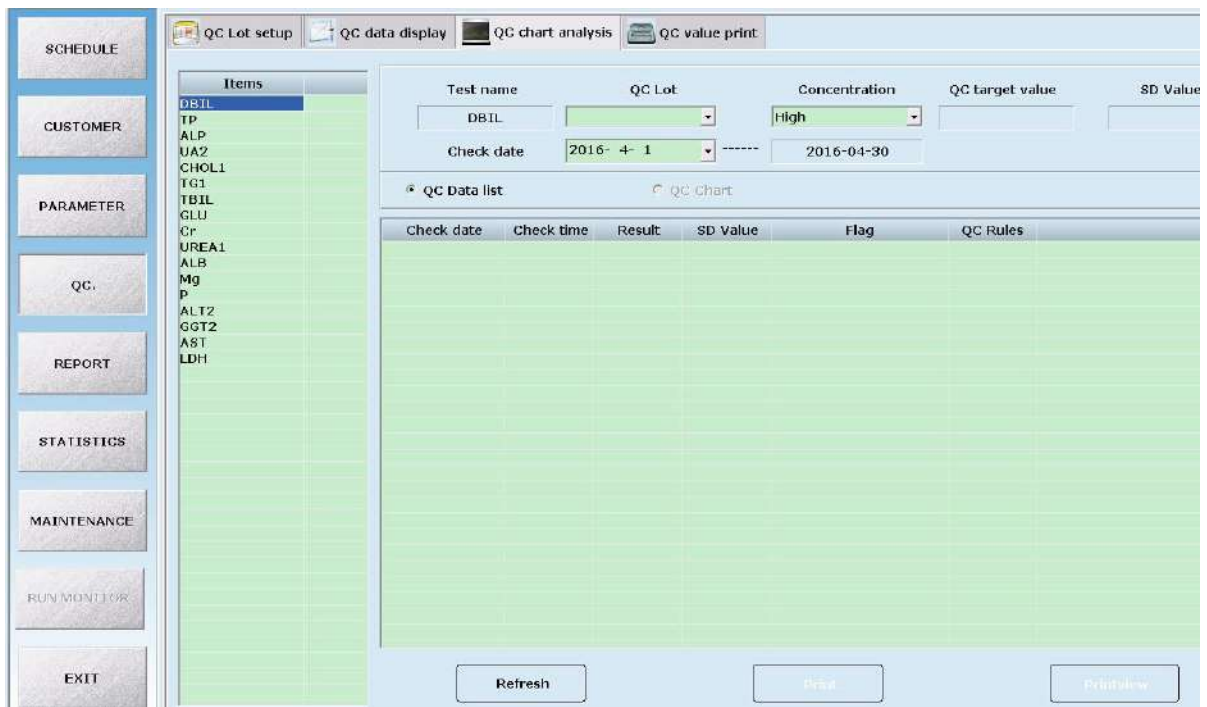 SCHEDULE
CUSTOMER
PARAMETER
QC.
REPORT
STATISTICS
MAINTENANCE
RUN MONITOR
EXIT
QC Lot setup QC data display QC chart analysis QC value print
Items
DBIL
TP
ALP
UA2
CHOL1
TG1
TBIL
GLU
Cr
UREA1
ALB
Mg
P
ALT2
GGT2
AST
LDH
Test name QC Lot Concentration QC target value SD Value
DBIL High
Check date 2016- 4- 1 ------ 2016-04-30
QC Data list QC Chart
Check date Check time Result SD Value Flag QC Rules
Refresh Print Printview